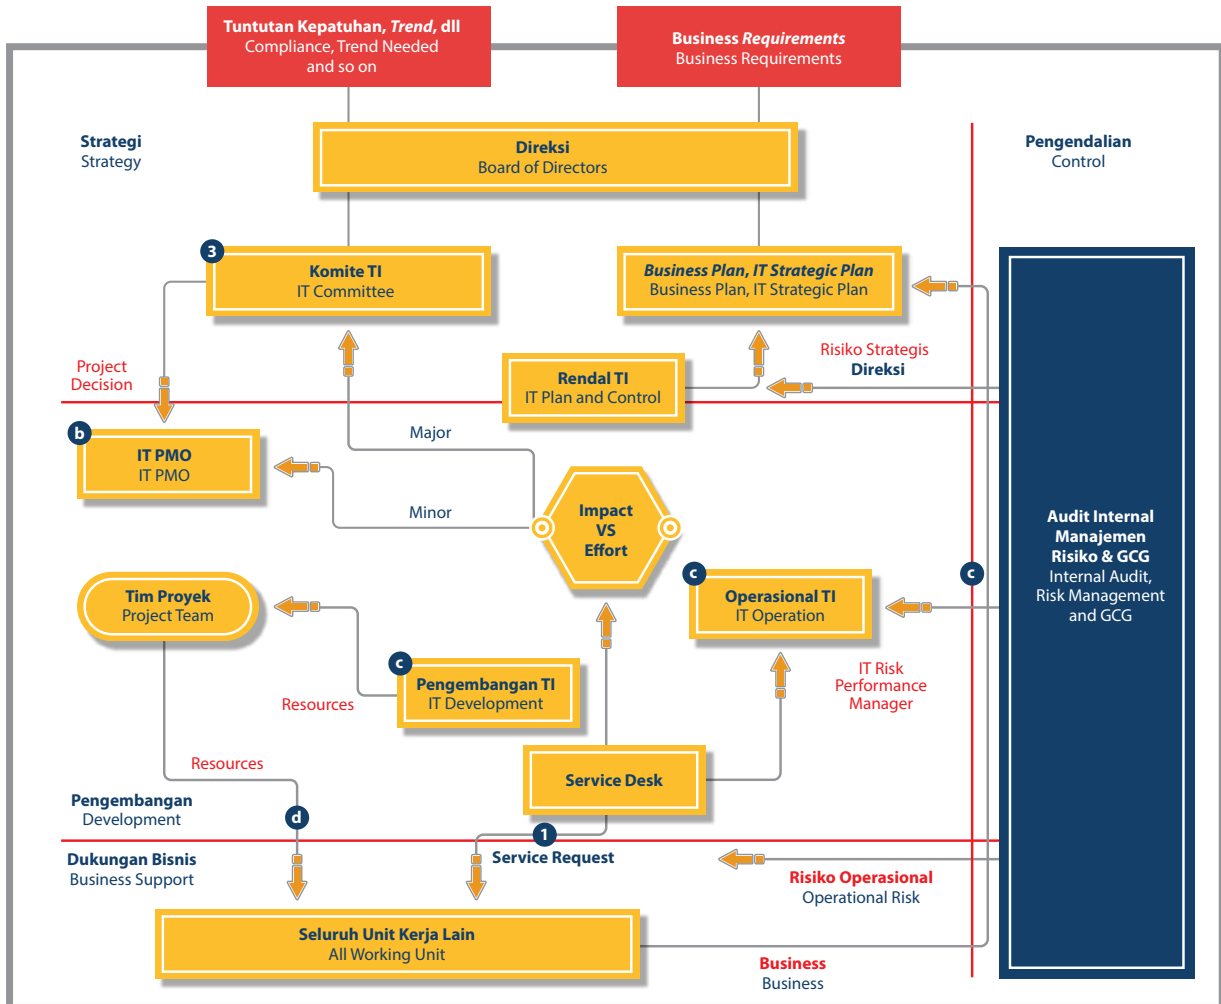 Tuntutan Kepatuhan, Trend, dll
Compliance, Trend Needed
and so on
Business Requirements
Business Requirements
Strategi
Strategy
Direksi
Board of Directors
Pengendalian
Control
3
Komite TI
IT Committee
Business Plan, IT Strategic Plan
Business Plan, IT Strategic Plan
Project
Decision
Rendal TI
IT Plan and Control
Risiko Strategis
Direksi
b
IT PMO
IT PMO
Major
Minor
Impact
VS
Effort
Audit Internal
Manajemen
Risiko & GCG
Internal Audit,
Risk Management
and GCG
c
c
Operasional TI
IT Operation
Tim Proyek
Project Team
c
Pengembangan TI
IT Development
Resources
IT Risk
Performance
Manager
Resources
Service Desk
Pengembangan
Development
d
1
Service Request
Dukungan Bisnis
Business Support
Risiko Operasional
Operational Risk
Seluruh Unit Kerja Lain
All Working Unit
Business
Business